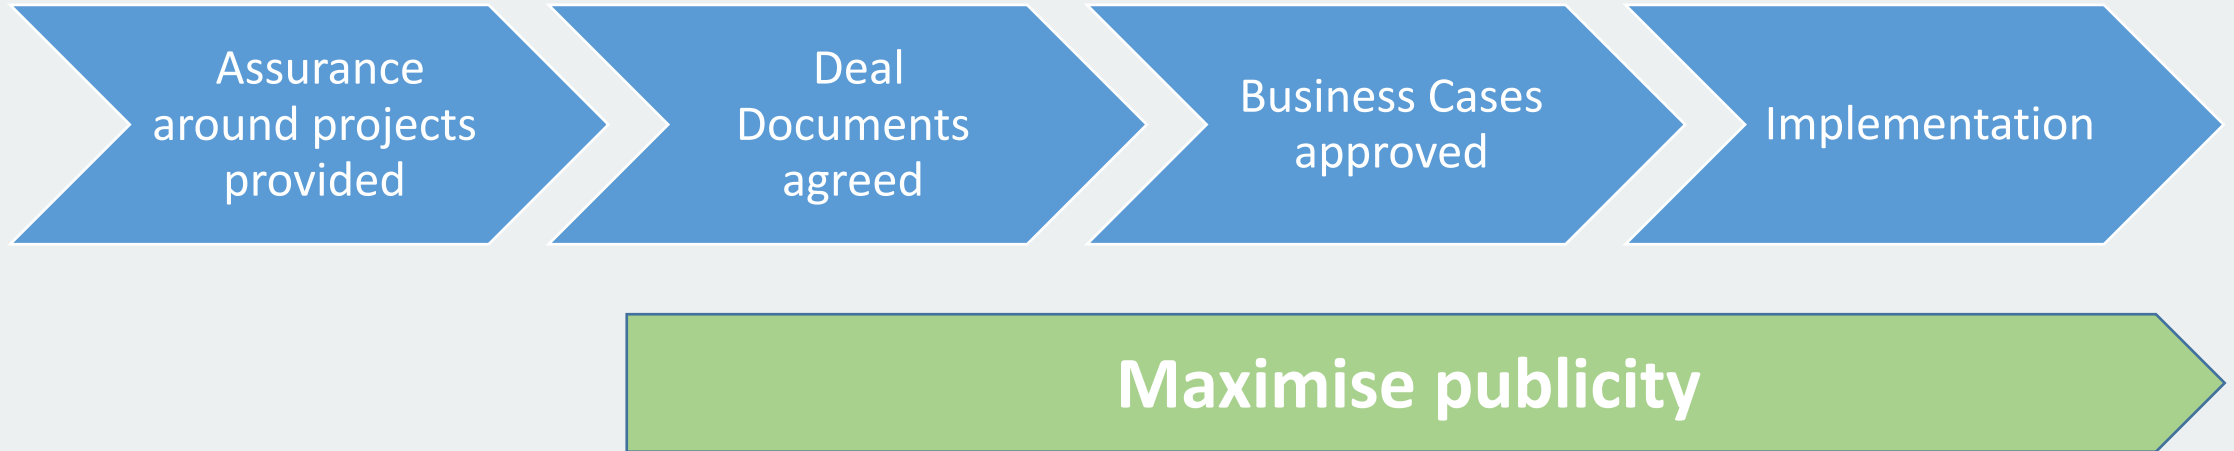 Assurance
around projects
provided
Deal
Documents
agreed
Business Cases
approved
Implementation
Maximise publicity